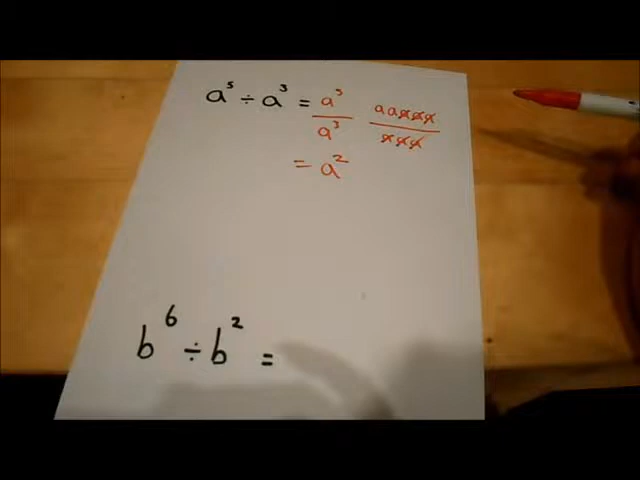 a⁵ ÷ a³ = a⁵/a³ aaaaa/aaa
= a²
b⁶ ÷ b² =